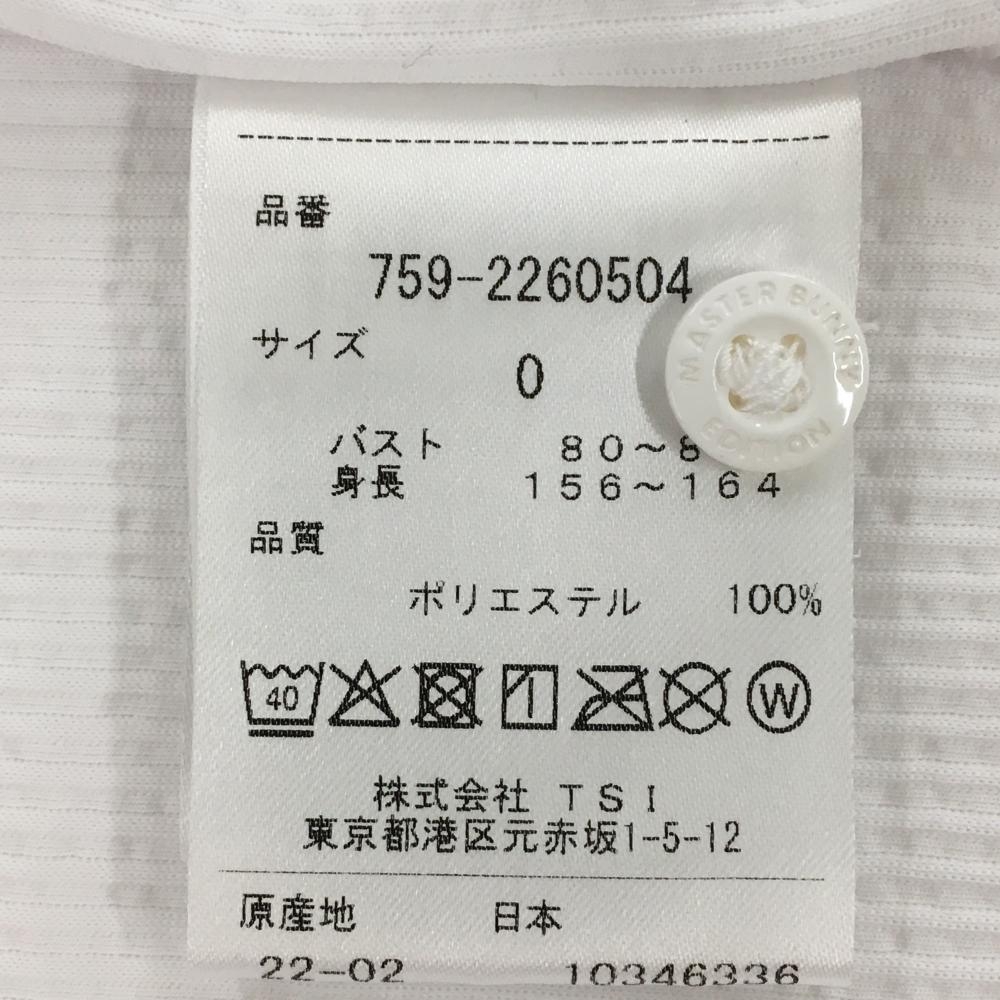 品番
759-2260504
サイズ
0
バスト 80～8
身長 156～164
品質
ポリエステル 100%
40
W
株式会社 TSI
東京都港区元赤坂1-5-12
原産地 日本
22-02 10346336
MASTER BUNNY
EDITION